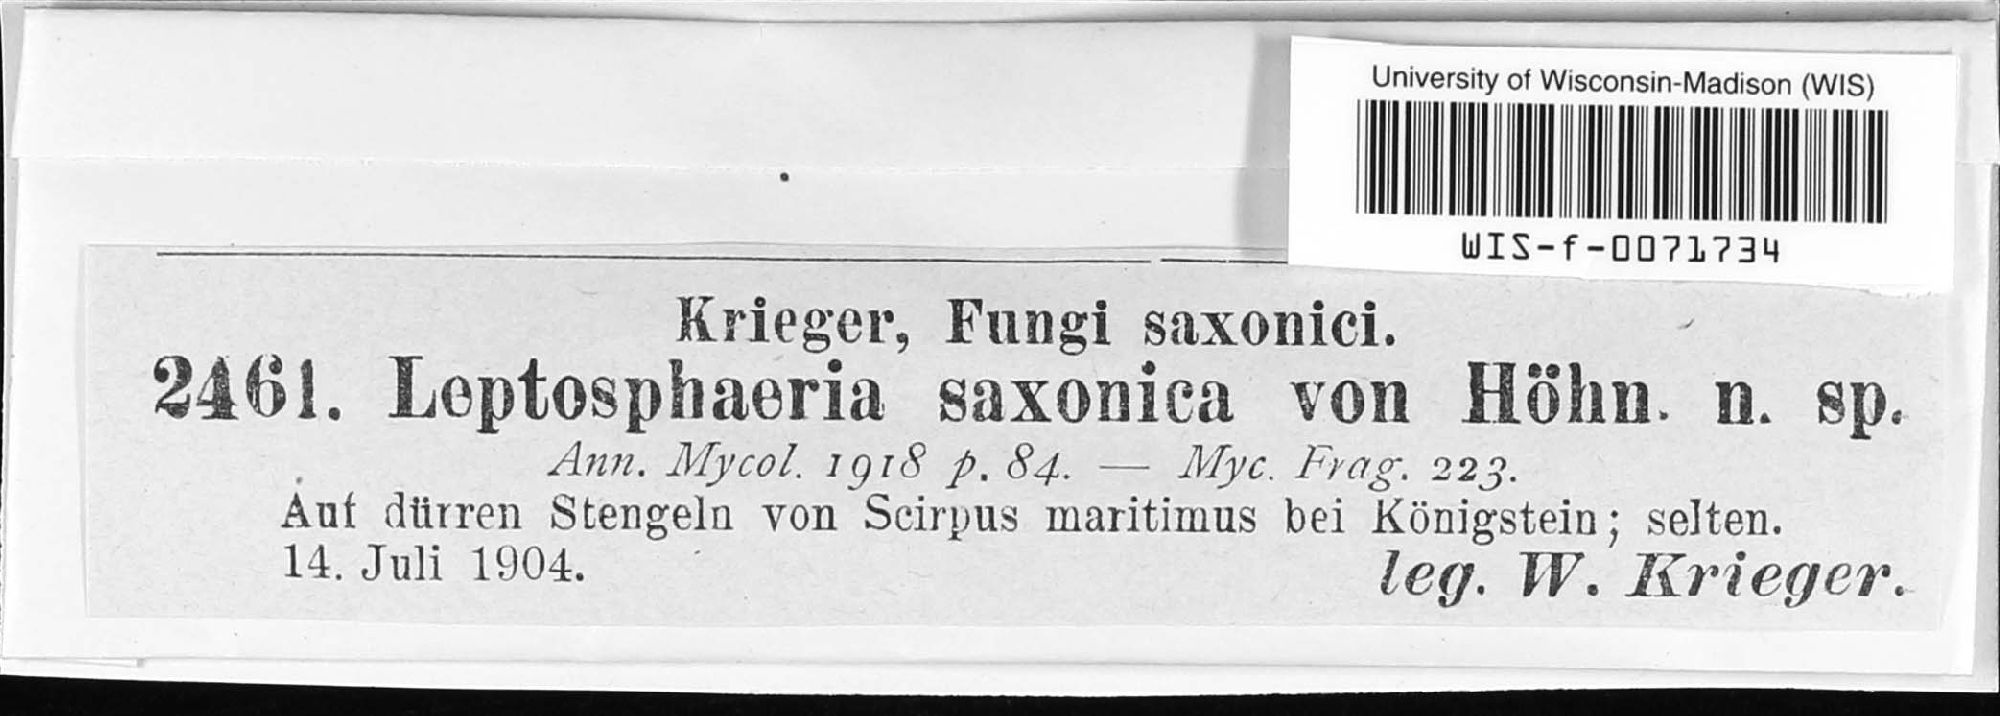 University of Wisconsin-Madison (WIS)
WIS-f-0071734
Krieger, Fungi saxonici.
2461. Leptosphaeria saxonica von Höhn. n. sp.
Ann. Mycol. 1918 p. 84. — Myc. Frag. 223.
Auf dürren Stengeln von Scirpus maritimus bei Königstein; selten.
14. Juli 1904. leg. W. Krieger.